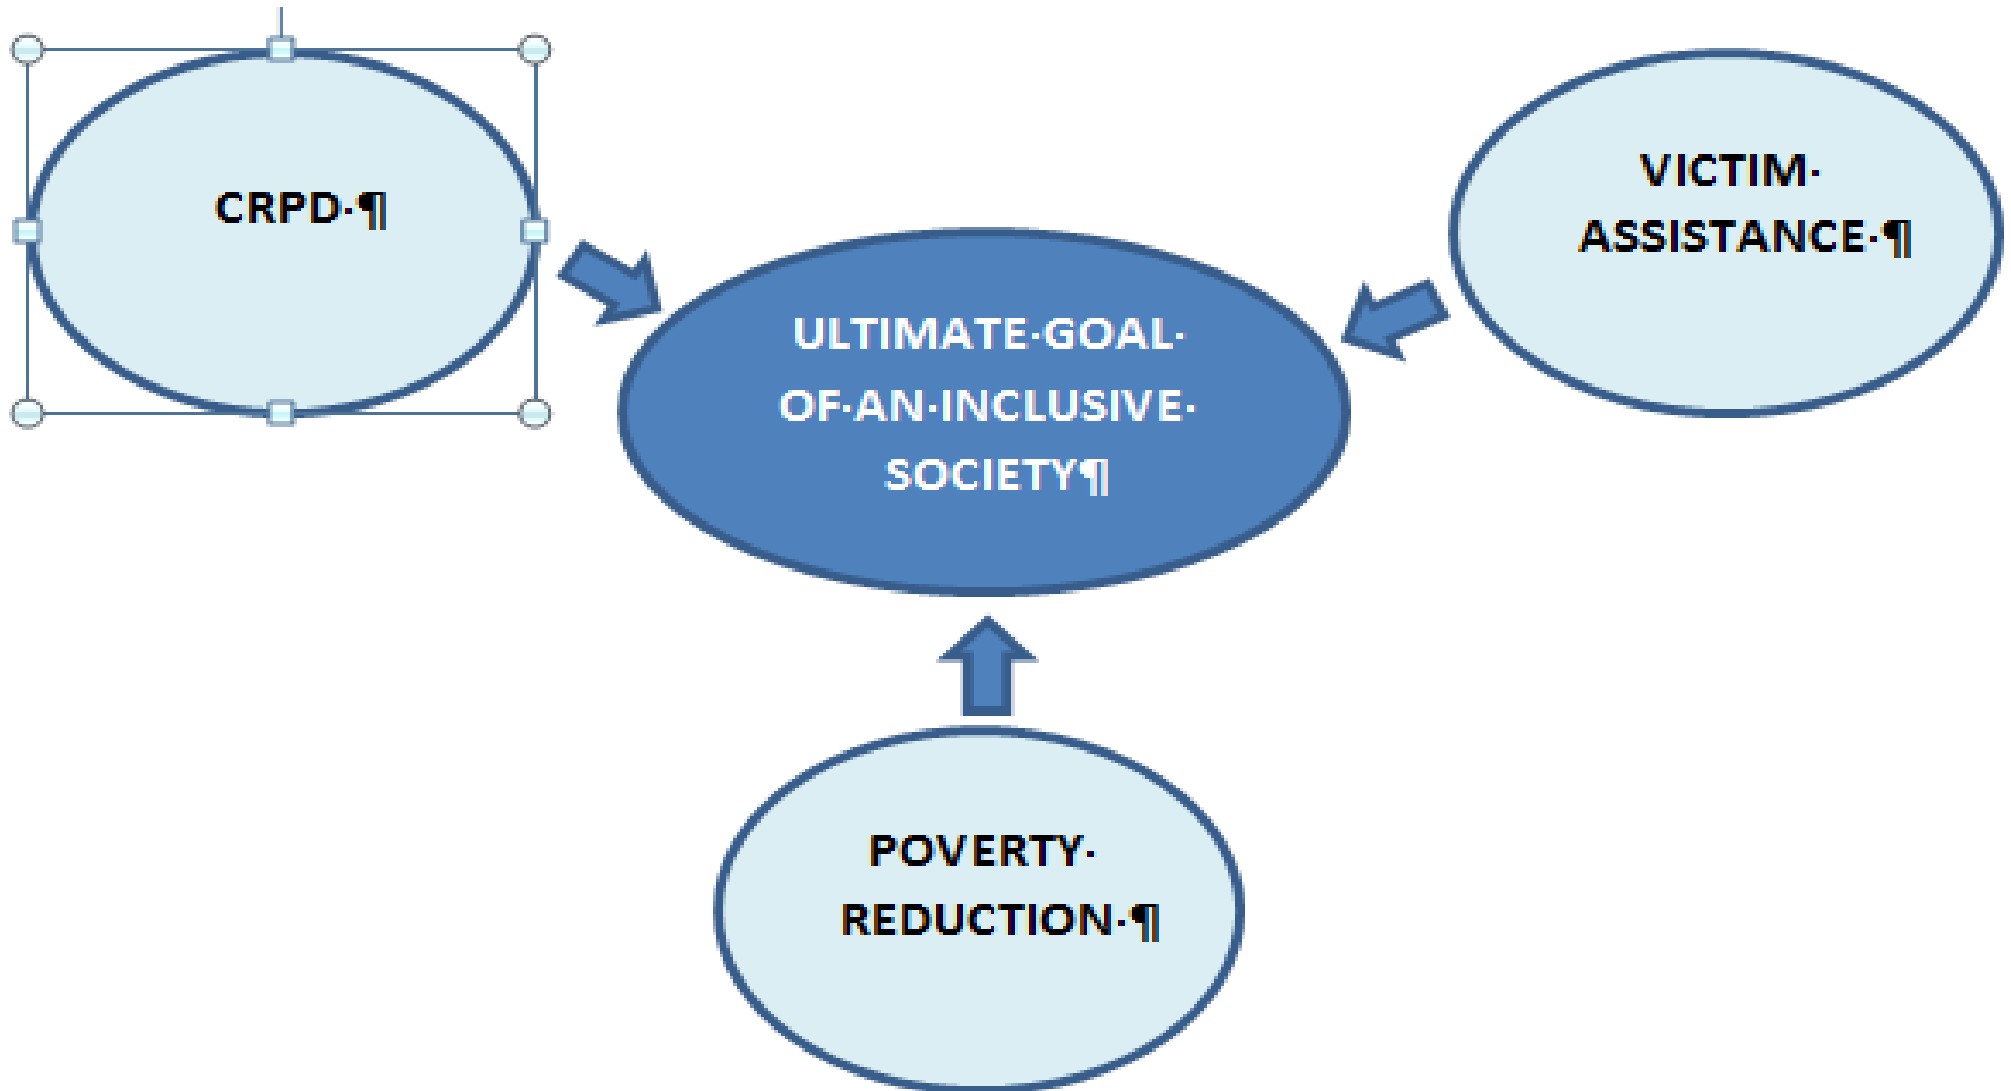 CRPD·¶
VICTIM·
ASSISTANCE·¶
ULTIMATE·GOAL·
OF·AN·INCLUSIVE·
SOCIETY¶
POVERTY·
REDUCTION·¶